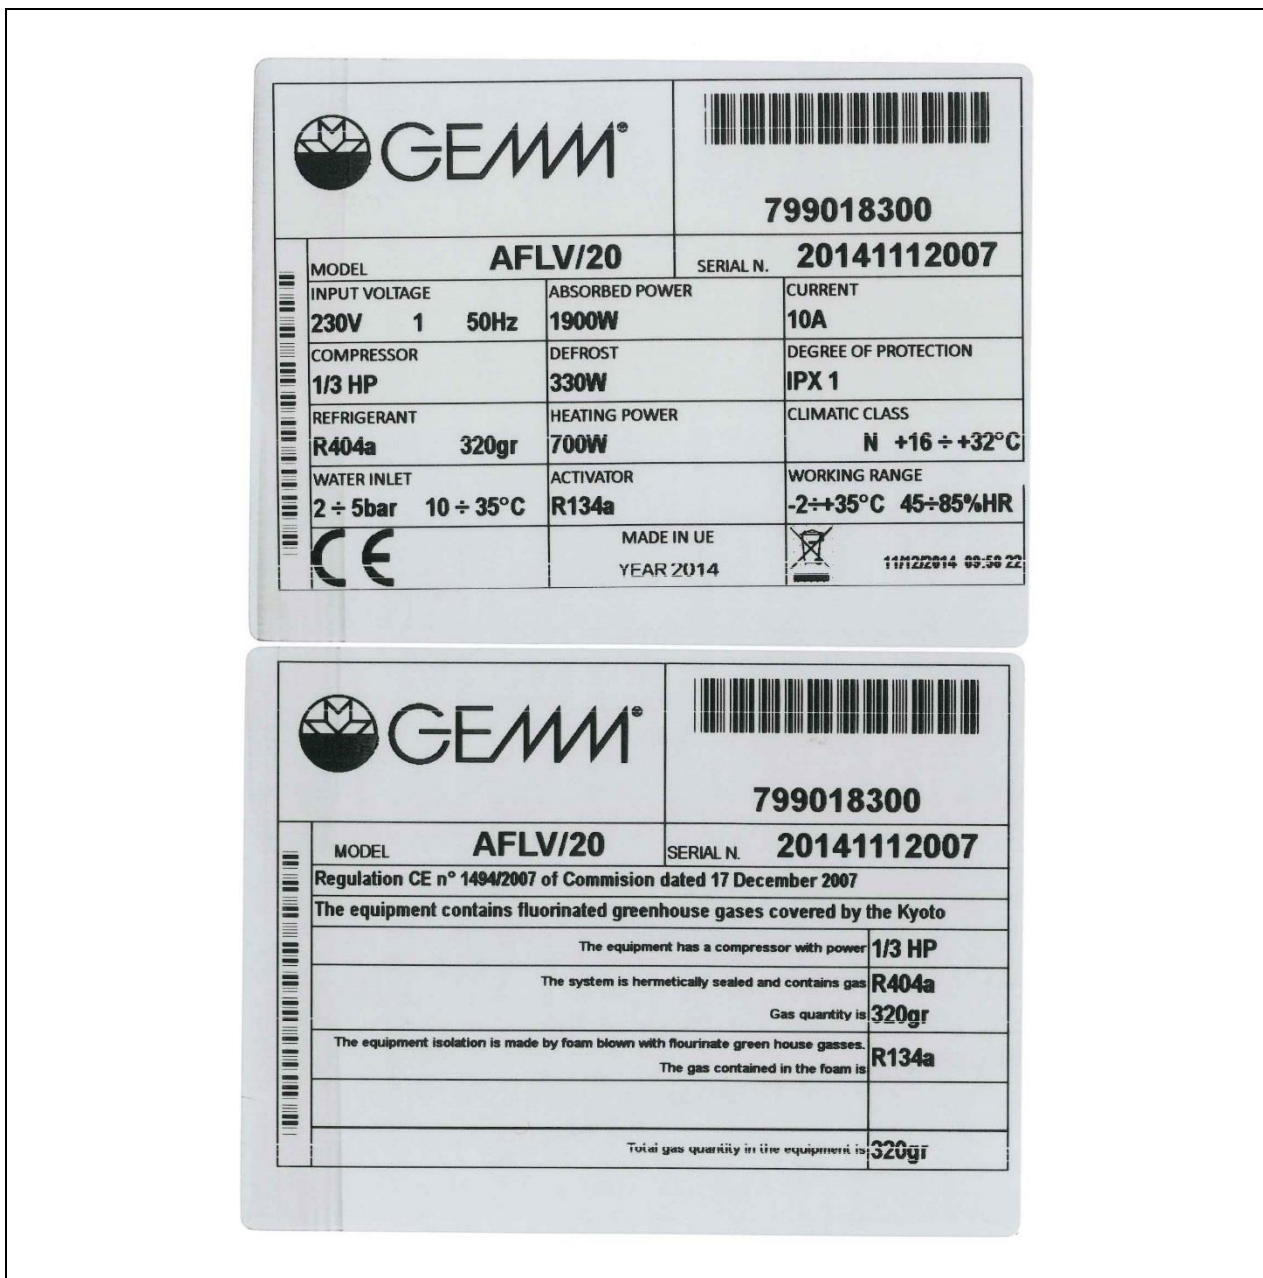 GEMM®
799018300
MODEL AFLV/20 SERIAL N. 20141112007
INPUT VOLTAGE ABSORBED POWER CURRENT
230V 1 50Hz 1900W 10A
COMPRESSOR DEFROST DEGREE OF PROTECTION
1/3 HP 330W IPX 1
REFRIGERANT HEATING POWER CLIMATIC CLASS
R404a 320gr 700W N +16 ÷ +32°C
WATER INLET ACTIVATOR WORKING RANGE
2 ÷ 5bar 10 ÷ 35°C R134a -2÷+35°C 45÷85%HR
CE MADE IN UE
YEAR 2014 11/12/2014 09:50 22
GEMM®
799018300
MODEL AFLV/20 SERIAL N. 20141112007
Regulation CE n° 1494/2007 of Commision dated 17 December 2007
The equipment contains fluorinated greenhouse gases covered by the Kyoto
The equipment has a compressor with power 1/3 HP
The system is hermetically sealed and contains gas R404a
Gas quantity is 320gr
The equipment isolation is made by foam blown with flourinate green house gasses.
The gas contained in the foam is R134a
Total gas quantity in the equipment is 320gr